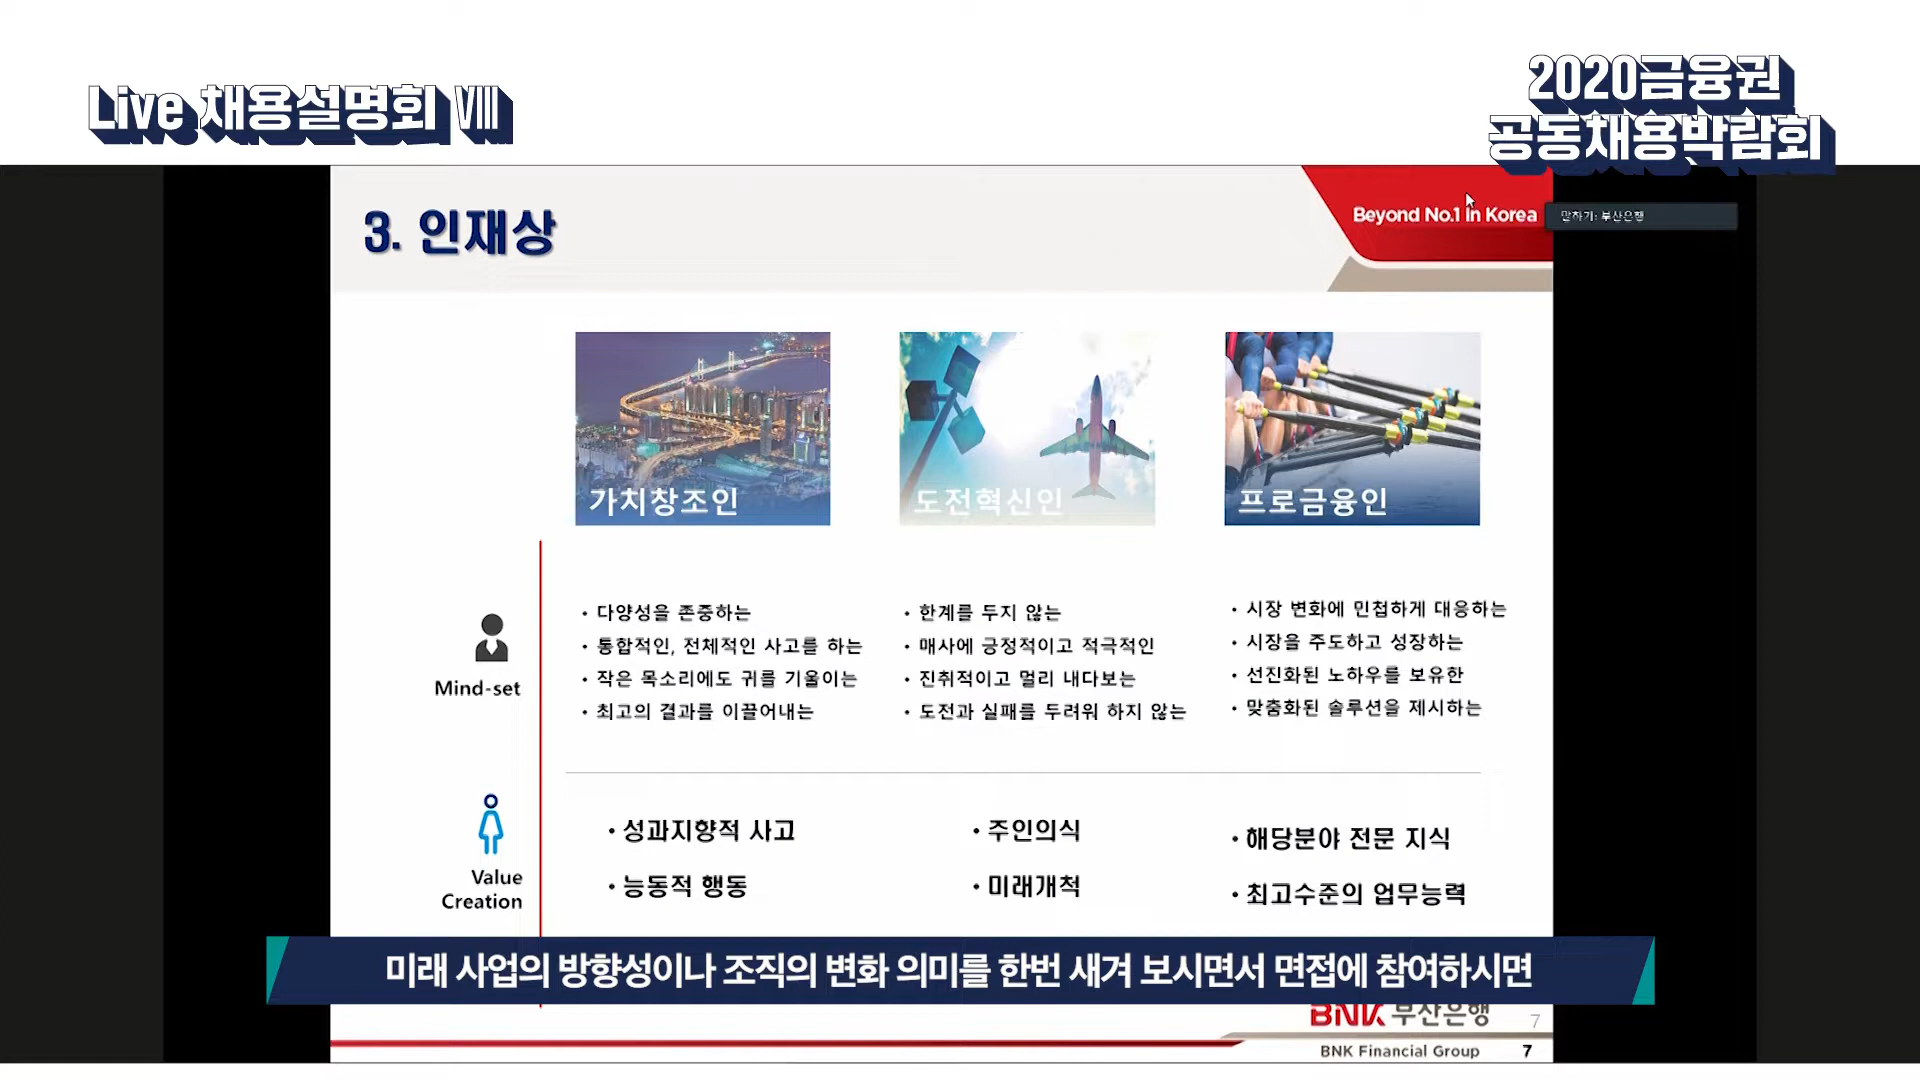 Live 채용설명회 Ⅷ
2020금융권
공동채용박람회
3. 인재상
Beyond No.1 in Korea
말하기: 부산은행
가치창조인
도전혁신인
프로금융인
Mind-set
• 다양성을 존중하는
• 통합적인, 전체적인 사고를 하는
• 작은 목소리에도 귀를 기울이는
• 최고의 결과를 이끌어내는
• 한계를 두지 않는
• 매사에 긍정적이고 적극적인
• 진취적이고 멀리 내다보는
• 도전과 실패를 두려워 하지 않는
• 시장 변화에 민첩하게 대응하는
• 시장을 주도하고 성장하는
• 선진화된 노하우를 보유한
• 맞춤화된 솔루션을 제시하는
Value
Creation
• 성과지향적 사고
• 능동적 행동
• 주인의식
• 미래개척
• 해당분야 전문 지식
• 최고수준의 업무능력
미래 사업의 방향성이나 조직의 변화 의미를 한번 새겨 보시면서 면접에 참여하시면
BNK 부산은행
7
BNK Financial Group
7